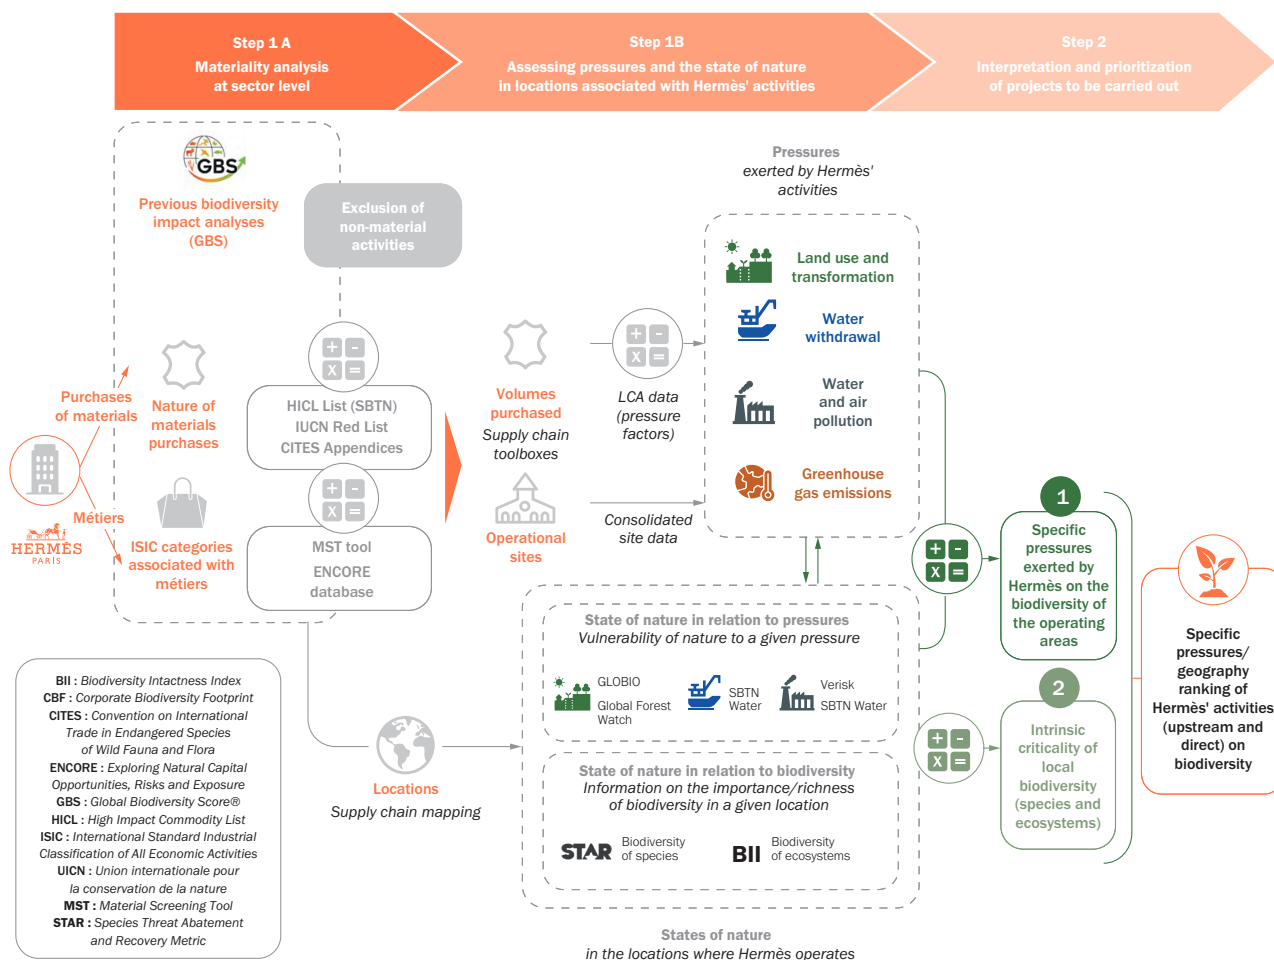 Step 1 A
Materiality analysis
at sector level
Step 1B
Assessing pressures and the state of nature
in locations associated with Hermès' activities
Step 2
Interpretation and prioritization
of projects to be carried out
GBS
Previous biodiversity
impact analyses
(GBS)
Exclusion of
non-material
activities
Pressures
exerted by Hermès'
activities
Land use and
transformation
Water
withdrawal
Water
and air
pollution
Greenhouse
gas emissions
Purchases
of materials
Nature of
materials
purchases
+ -
x =
HICL List (SBTN)
IUCN Red List
CITES Appendices
+ -
x =
MST tool
ENCORE
database
Métiers
HERMÈS
PARIS
ISIC categories
associated with
métiers
Volumes
purchased
Supply chain
toolboxes
+ -
x =
LCA data
(pressure
factors)
Operational
sites
Consolidated
site data
+ -
x =
1
Specific
pressures
exerted by
Hermès on the
biodiversity of
the operating
areas
State of nature in relation to pressures
Vulnerability of nature to a given pressure
GLOBIO
Global Forest
Watch
SBTN
Water
Verisk
SBTN Water
State of nature in relation to biodiversity
Information on the importance/richness
of biodiversity in a given location
STAR
Biodiversity
of species
BII
Biodiversity
of ecosystems
States of nature
in the locations where Hermès operates
Locations
Supply chain mapping
+ -
x =
2
Intrinsic
criticality of
local
biodiversity
(species and
ecosystems)
Specific
pressures/
geography
ranking of
Hermès' activities
(upstream and
direct) on
biodiversity
BII : Biodiversity Intactness Index
CBF : Corporate Biodiversity Footprint
CITES : Convention on International
Trade in Endangered Species
of Wild Fauna and Flora
ENCORE : Exploring Natural Capital
Opportunities, Risks and Exposure
GBS : Global Biodiversity Score®
HICL : High Impact Commodity List
ISIC : International Standard Industrial
Classification of All Economic Activities
UICN : Union internationale pour
la conservation de la nature
MST : Material Screening Tool
STAR : Species Threat Abatement
and Recovery Metric